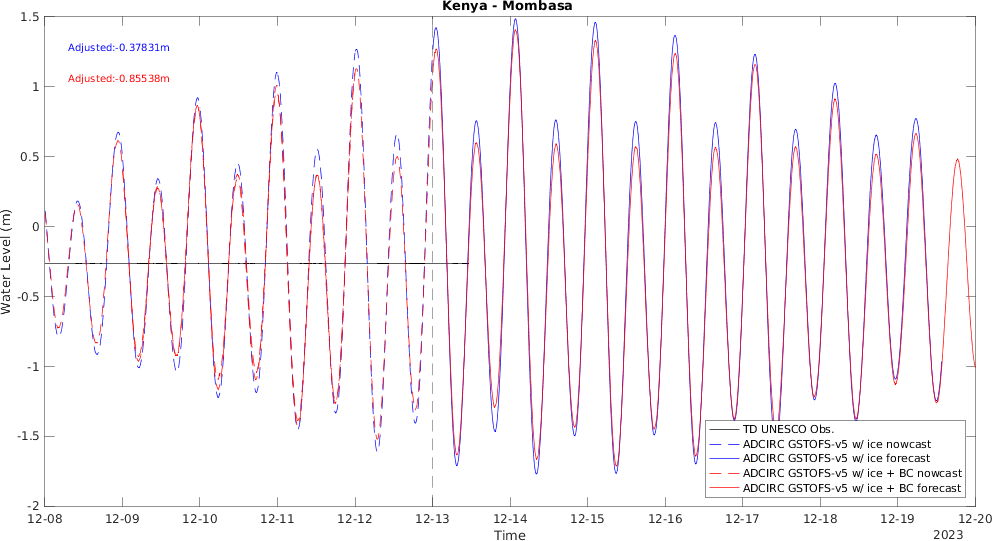 Kenya - Mombasa
1.5
Adjusted:-0.37831m
Adjusted:-0.85538m
1
0.5
0
-0.5
-1
-1.5
-2
Water Level (m)
TD UNESCO Obs.
ADCIRC GSTOFS-v5 w/ ice nowcast
ADCIRC GSTOFS-v5 w/ ice forecast
ADCIRC GSTOFS-v5 w/ ice + BC nowcast
ADCIRC GSTOFS-v5 w/ ice + BC forecast
12-08 12-09 12-10 12-11 12-12 12-13 12-14 12-15 12-16 12-17 12-18 12-19 12-20
Time
2023